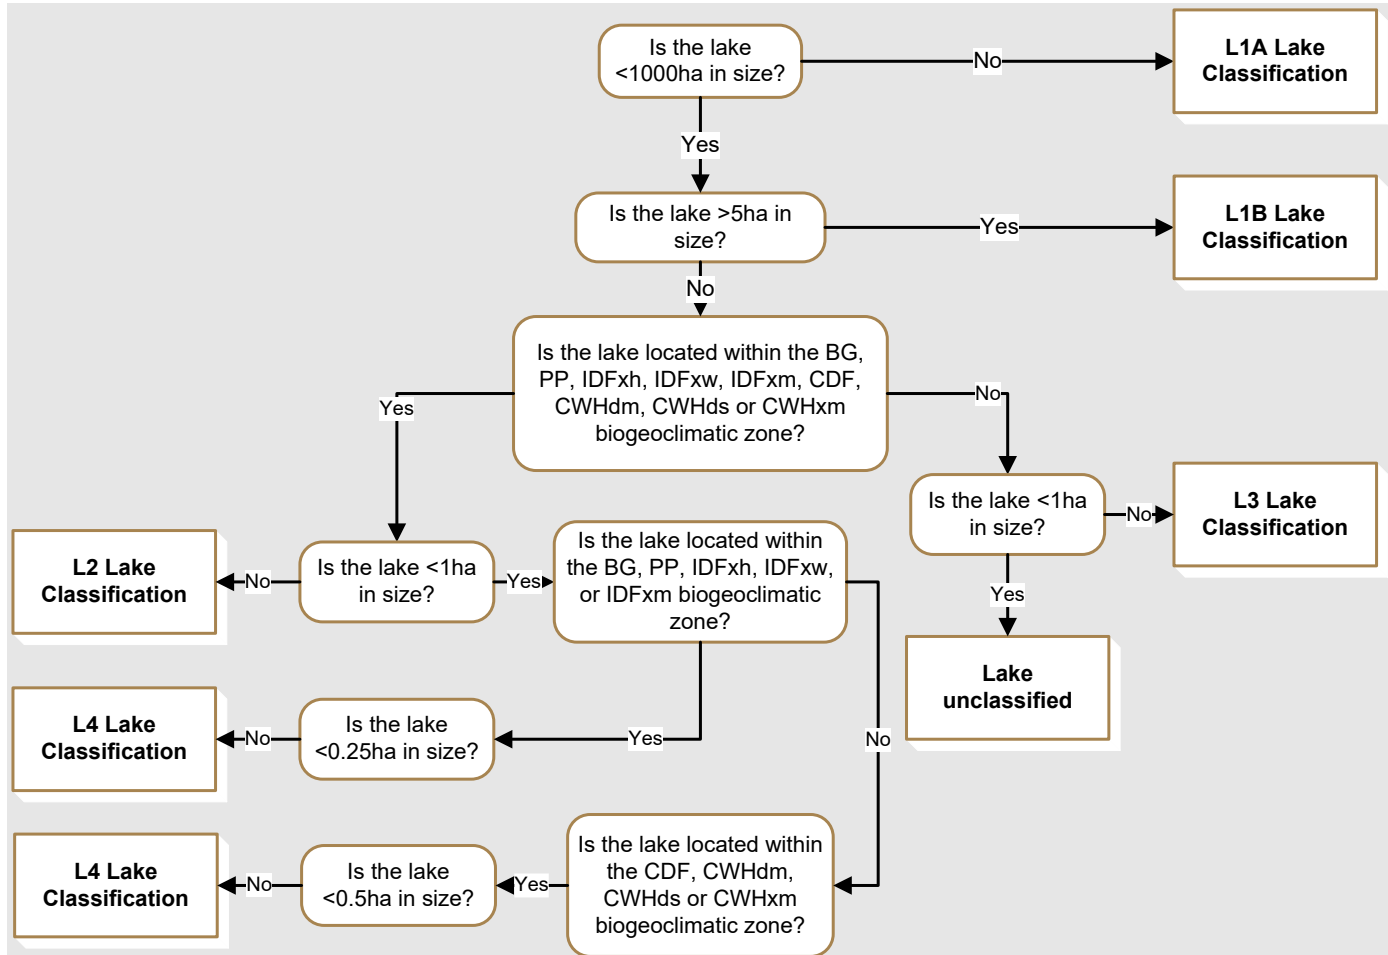 Is the lake
<1000ha in size?
No
L1A Lake
Classification
Yes
Is the lake >5ha in
size?
Yes
L1B Lake
Classification
No
Is the lake located within the BG,
PP, IDFxh, IDFxw, IDFxm, CDF,
CWHdm, CWHds or CWHxm
biogeoclimatic zone?
Yes
No
Is the lake <1ha
in size?
No
L3 Lake
Classification
Yes
Lake
unclassified
L2 Lake
Classification
No
Is the lake <1ha
in size?
Yes
Is the lake located within
the BG, PP, IDFxh, IDFxw,
or IDFxm biogeoclimatic
zone?
L4 Lake
Classification
No
Is the lake
<0.25ha in size?
Yes
No
L4 Lake
Classification
No
Is the lake
<0.5ha in size?
Yes
Is the lake located within
the CDF, CWHdm,
CWHds or CWHxm
biogeoclimatic zone?